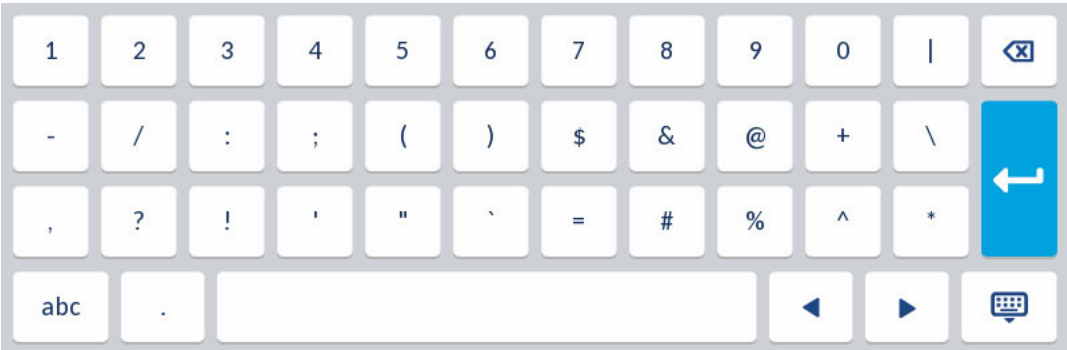 1 2 3 4 5 6 7 8 9 0 |
- / : ; ( ) $ & @ + \
, ? ! ' " ` = # % ^ *
abc .